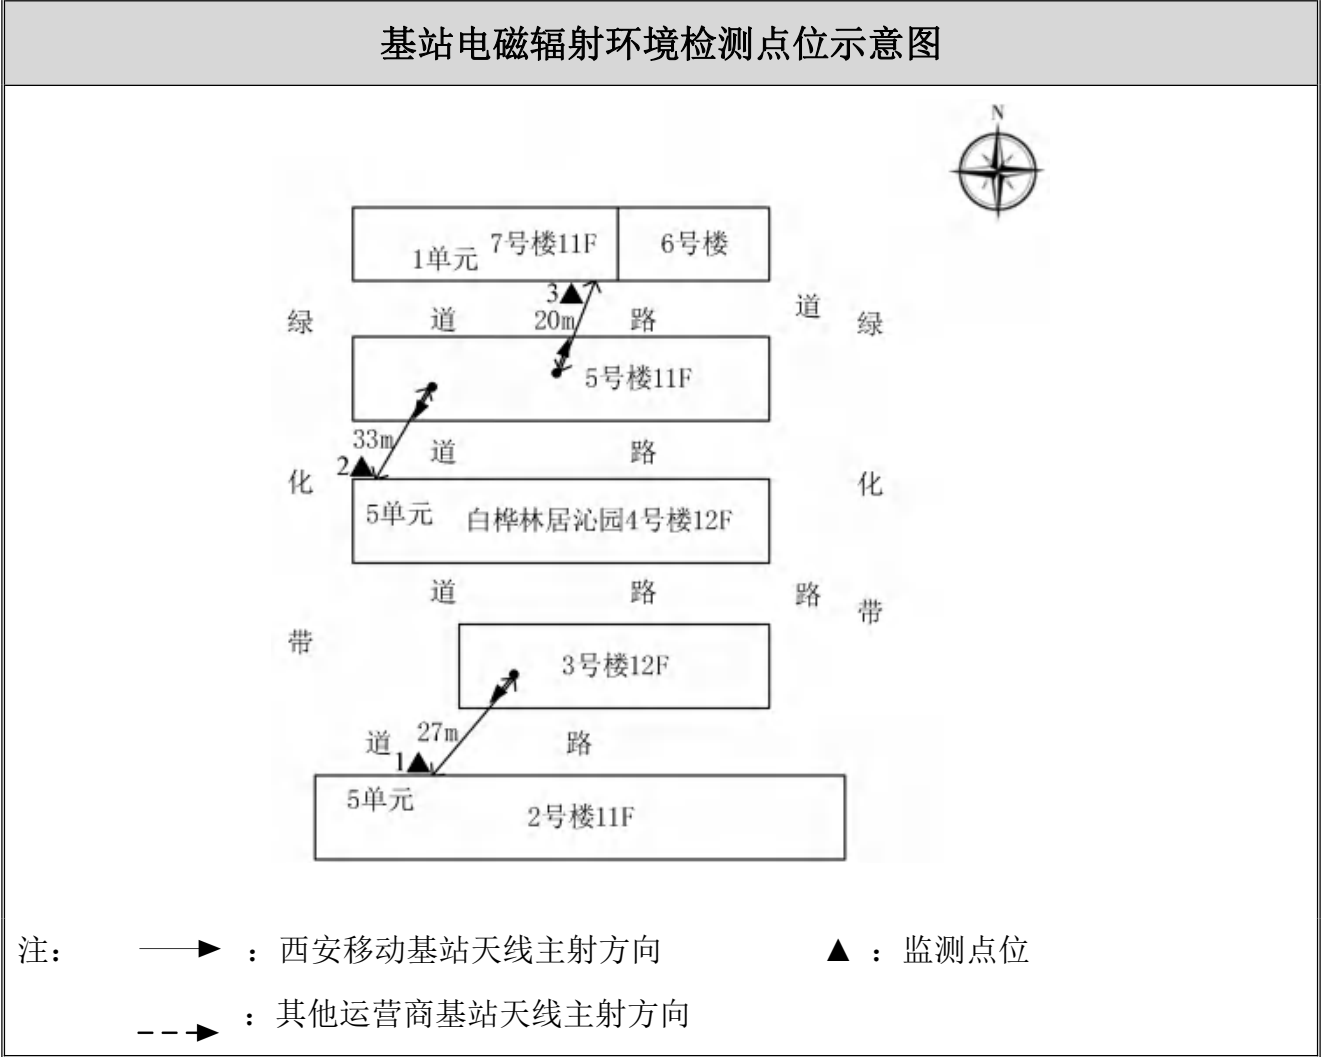 基站电磁辐射环境检测点位示意图
N
1单元 7号楼11F 6号楼
3▲
20m
绿 道 路 道 绿
5号楼11F
33m
道 路
2▲
化 化
5单元 白桦林居沁园4号楼12F
道 路 路 带
带
3号楼12F
27m
道 路
1▲
5单元
2号楼11F
注： ：西安移动基站天线主射方向 ▲：监测点位
：其他运营商基站天线主射方向